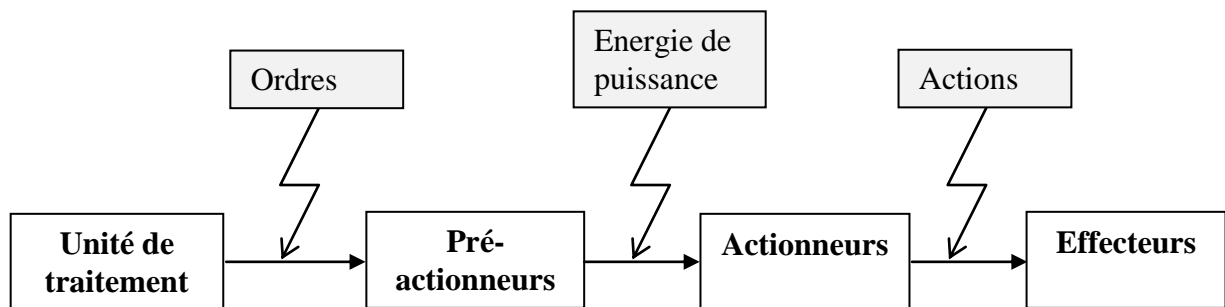 Ordres
Energie de
puissance
Actions
Unité de
traitement
Pré-
actionneurs
Actionneurs
Effecteurs